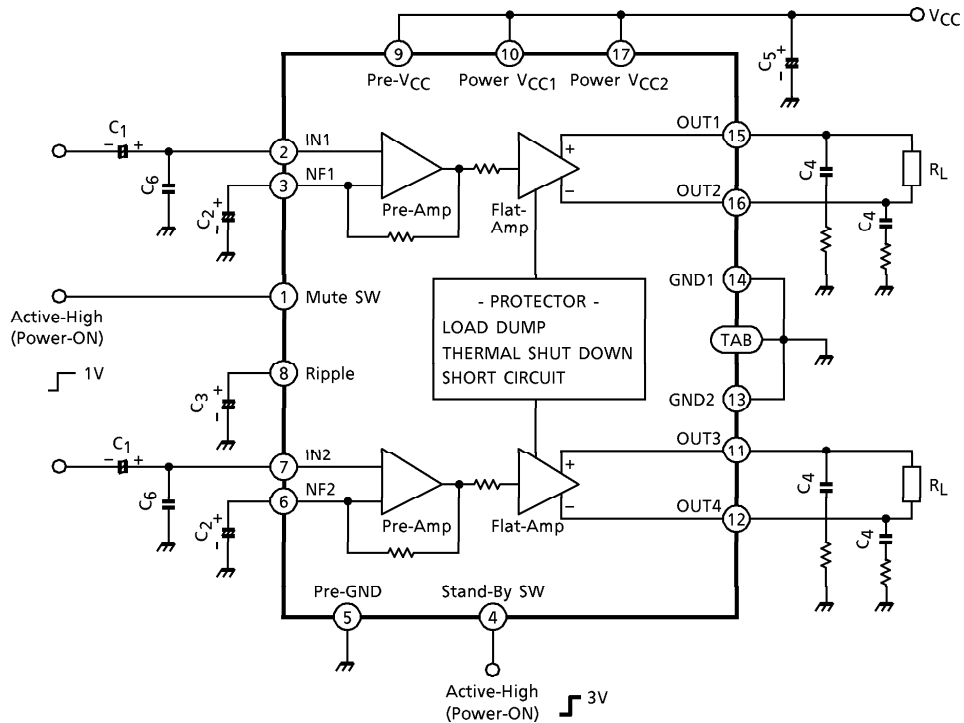 VCC
9
10
17
Pre-VCC
Power VCC1
Power VCC2
C5
+
-
C1
- +
2
IN1
OUT1
15
C6
3
NF1
C2
+
-
Pre-Amp
Flat-
Amp
+
-
OUT2
16
C4
C4
RL
1
Mute SW
Active-High
(Power-ON)
1V
- PROTECTOR -
LOAD DUMP
THERMAL SHUT DOWN
SHORT CIRCUIT
GND1
14
TAB
GND2
13
8
Ripple
C3
+
-
C1
- +
7
IN2
OUT3
11
C6
6
NF2
C2
+
-
Pre-Amp
Flat-Amp
+
-
OUT4
12
C4
C4
RL
Pre-GND
5
Stand-By SW
4
Active-High
(Power-ON)
3V